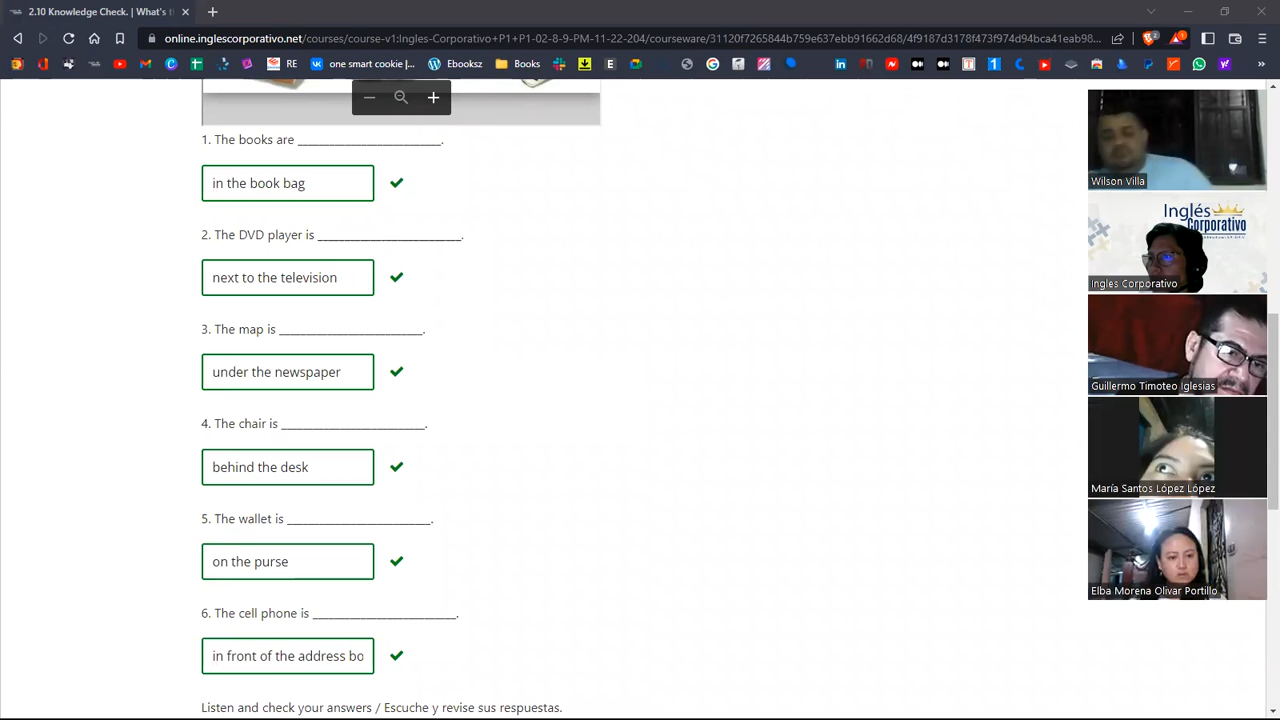 2.10 Knowledge Check. | What's t
online.inglescorporativo.net/courses/course-v1:Ingles-Corporativo+P1+P1-02-8-9-PM-11-22-204/courseware/31120f7265844b759e637ebb91662d68/4f9187d3178f473f974d94bca41eab98...
RE
one smart cookie |...
Wordpress
Ebooksz
Books
1. The books are ______________________.
in the book bag
2. The DVD player is ______________________.
next to the television
3. The map is ______________________.
under the newspaper
4. The chair is ______________________.
behind the desk
5. The wallet is ______________________.
on the purse
6. The cell phone is ______________________.
in front of the address bo
Listen and check your answers / Escuche y revise sus respuestas.
Wilson Villa
Inglés
Corporativo
Ingles Corporativo
Guillermo Timoteo Iglesias
María Santos López López
Elba Morena Olivar Portillo